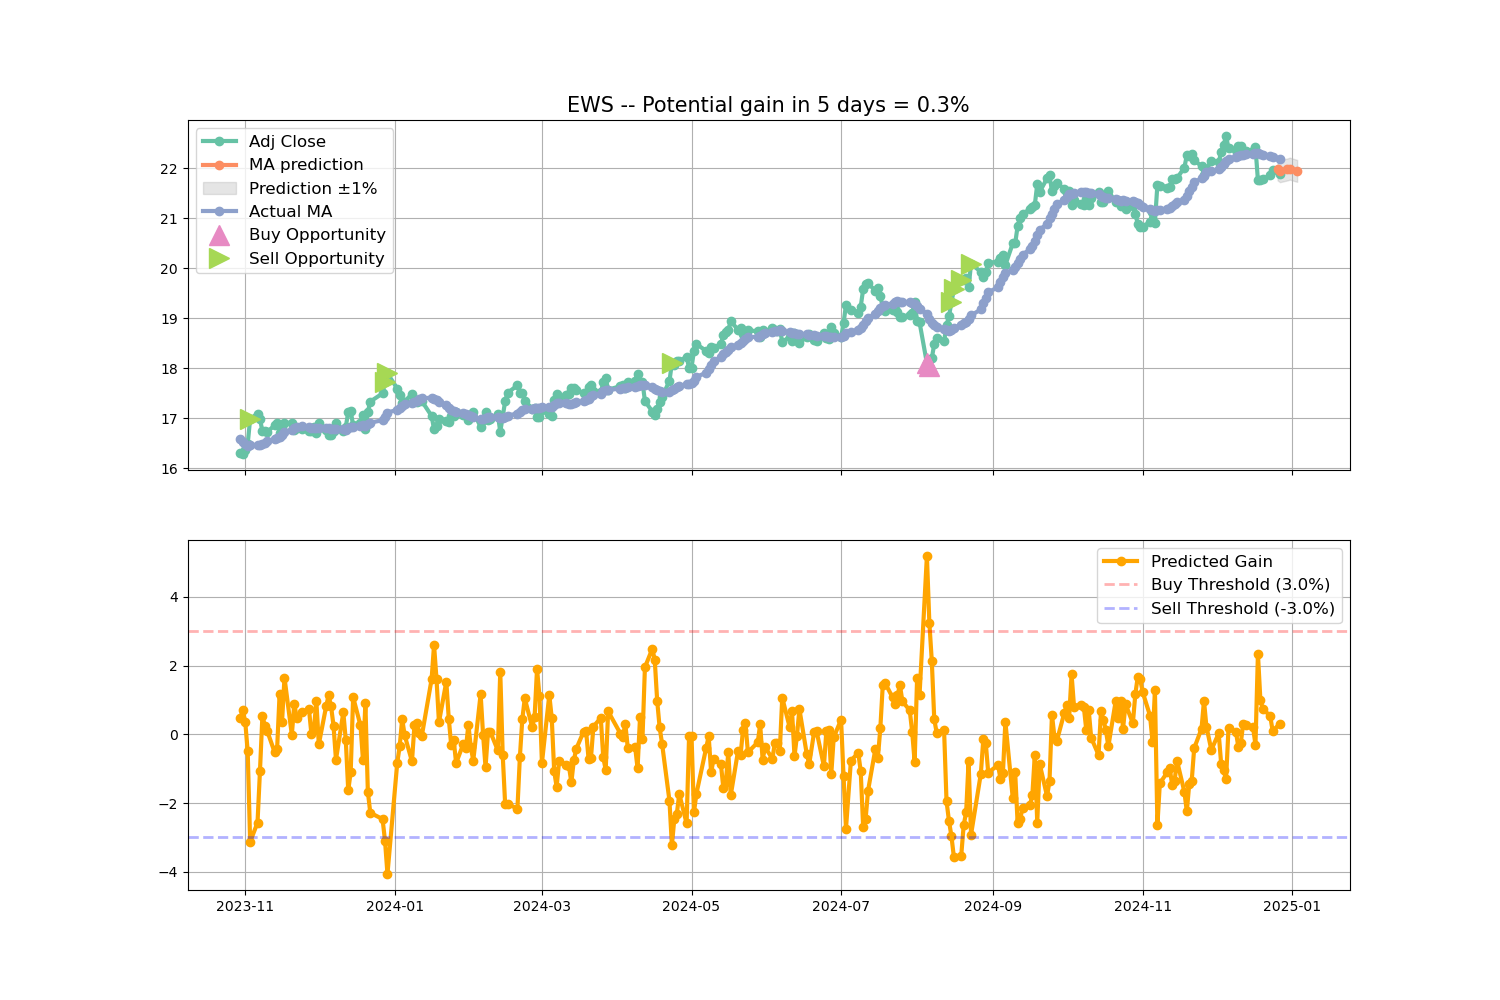 EWS -- Potential gain in 5 days = 0.3%
Adj Close
MA prediction
Prediction ±1%
Actual MA
Buy Opportunity
Sell Opportunity
22
21
20
19
18
17
16
Predicted Gain
Buy Threshold (3.0%)
Sell Threshold (-3.0%)
4
2
0
−2
−4
2023-11
2024-01
2024-03
2024-05
2024-07
2024-09
2024-11
2025-01